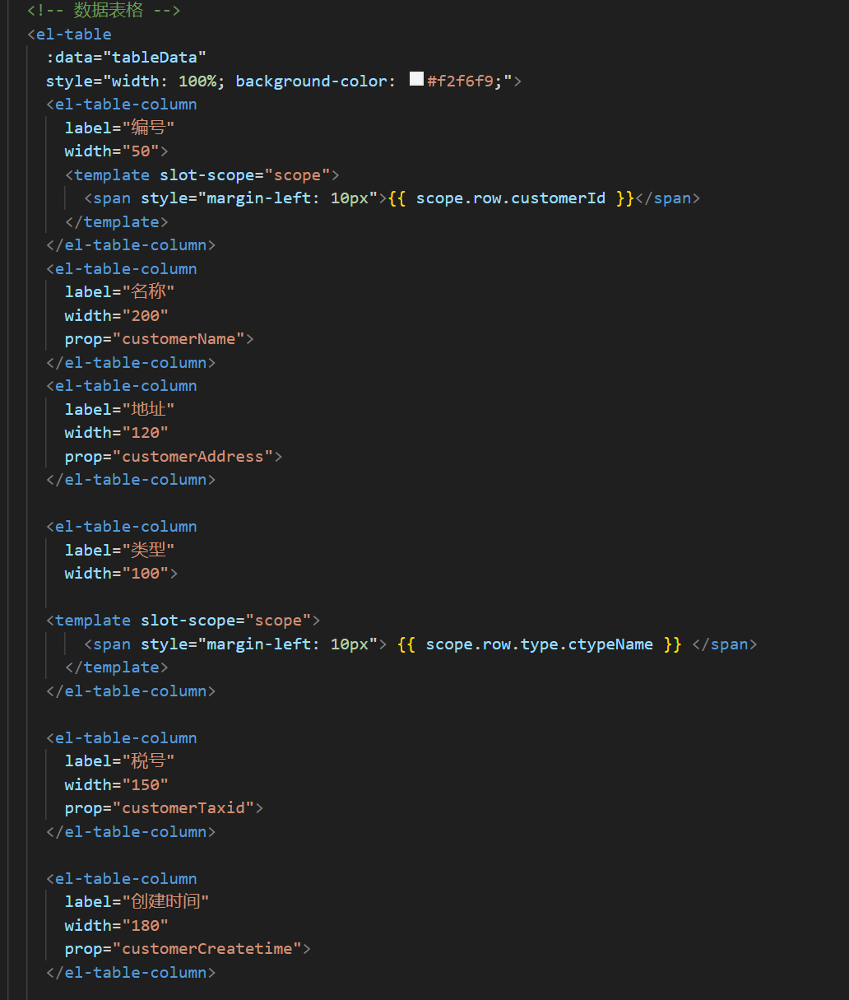 <!-- 数据表格 -->
<el-table
:data="tableData"
style="width: 100%; background-color: #f2f6f9;">
<el-table-column
label="编号"
width="50">
<template slot-scope="scope">
<span style="margin-left: 10px">{{ scope.row.customerId }}</span>
</template>
</el-table-column>
<el-table-column
label="名称"
width="200"
prop="customerName">
</el-table-column>
<el-table-column
label="地址"
width="120"
prop="customerAddress">
</el-table-column>
<el-table-column
label="类型"
width="100">
<template slot-scope="scope">
<span style="margin-left: 10px"> {{ scope.row.type.ctypeName }} </span>
</template>
</el-table-column>
<el-table-column
label="税号"
width="150"
prop="customerTaxid">
</el-table-column>
<el-table-column
label="创建时间"
width="180"
prop="customerCreatetime">
</el-table-column>